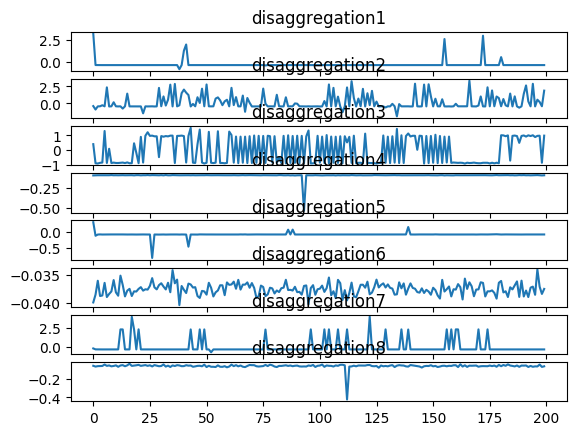 disaggregation1
2.5
0.0
disaggregation2
2.5
0.0
disaggregation3
1
0
−1
disaggregation4
−0.25
−0.50
disaggregation5
0.0
−0.5
disaggregation6
−0.035
−0.040
disaggregation7
2.5
0.0
disaggregation8
−0.2
−0.4
0 25 50 75 100 125 150 175 200